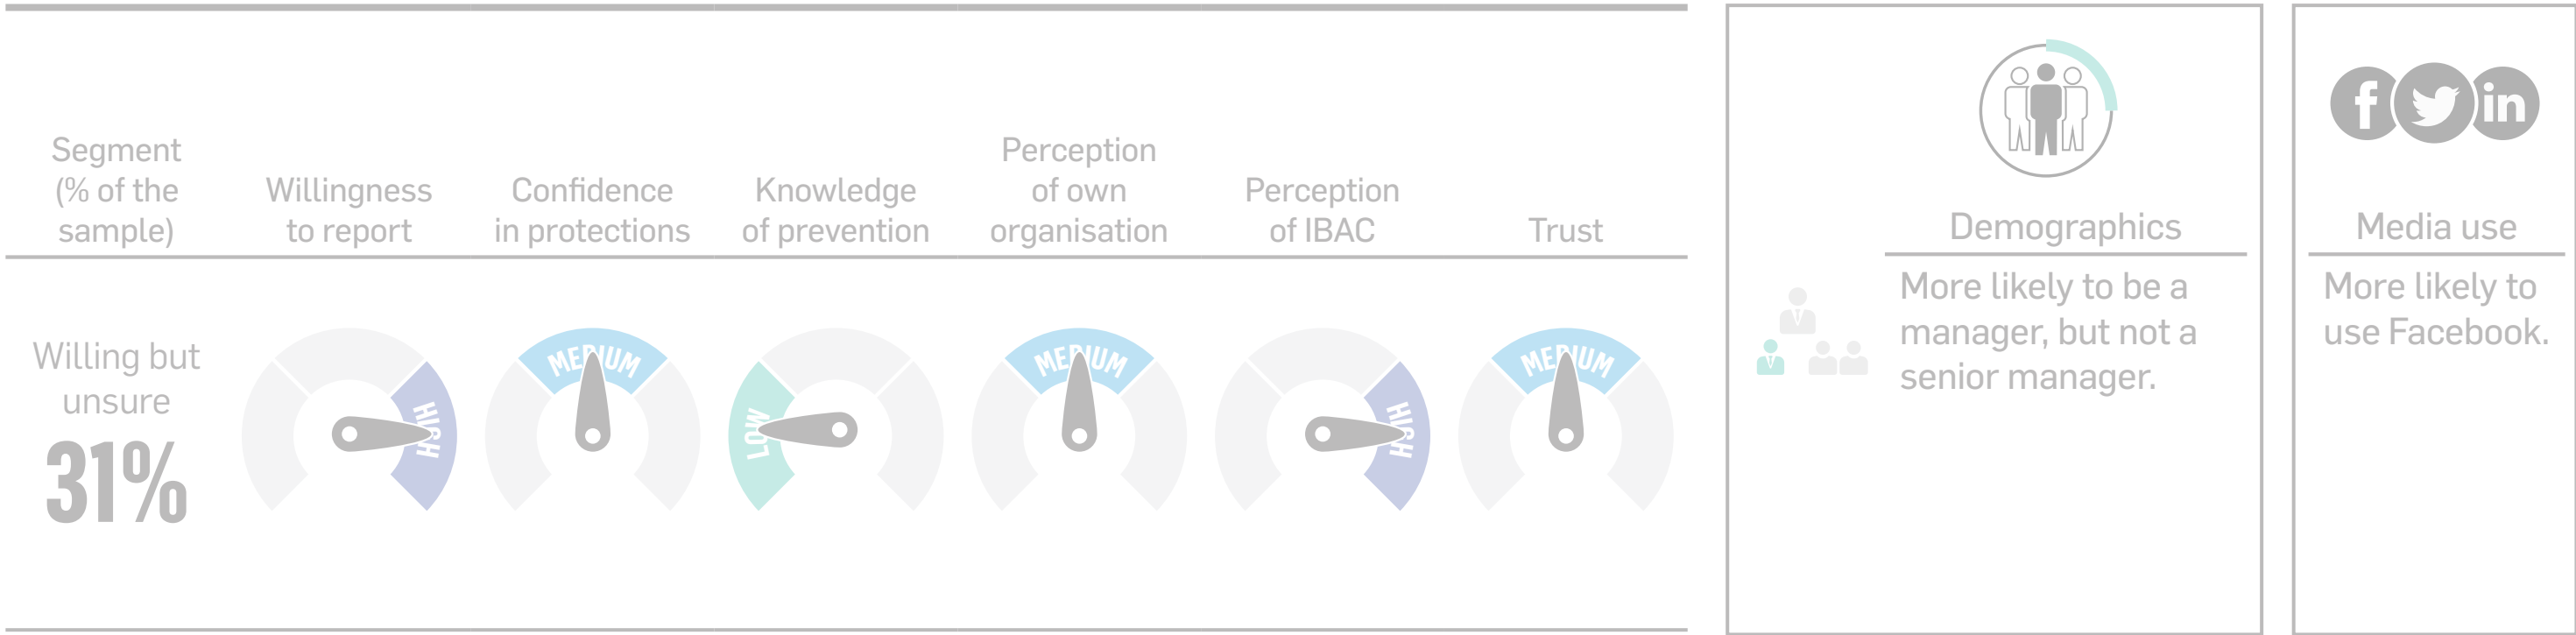 Segment
(% of the
sample)
Willingness
to report
Confidence
in protections
Knowledge
of prevention
Perception
of own
organisation
Perception
of IBAC
Trust
Demographics
Media use
Willing but
unsure
31%
HIGH
MEDIUM
LOW
MEDIUM
HIGH
MEDIUM
More likely to be a
manager, but not a
senior manager.
More likely to
use Facebook.
f
in